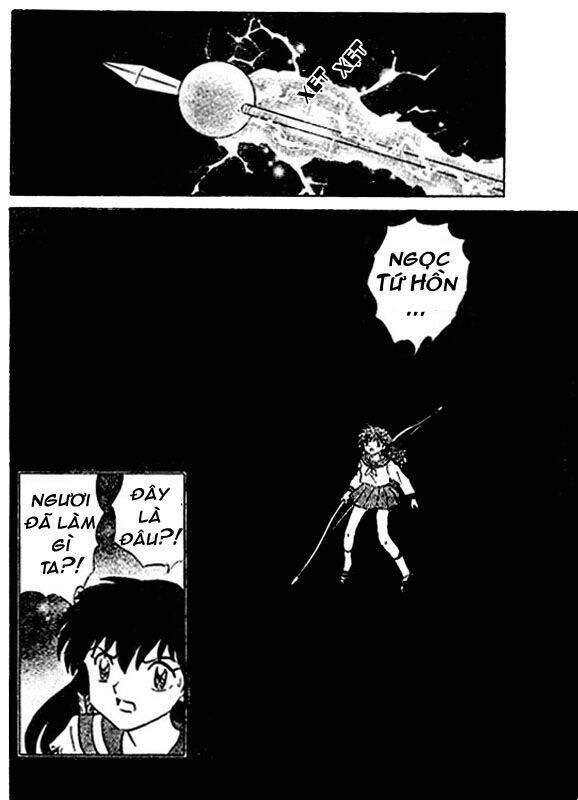 XẸT XẸT
NGỌC
TỨ HỒN
...
ĐÂY
LÀ
ĐÂU?!
NGƯƠI
ĐÃ LÀM
GÌ
TA?!